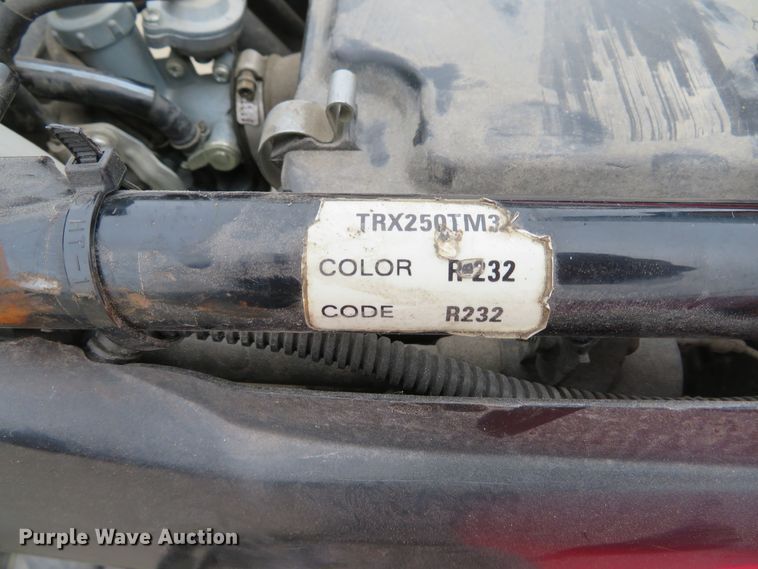 TRX250TM3
COLOR R-232
CODE R232
Purple Wave Auction